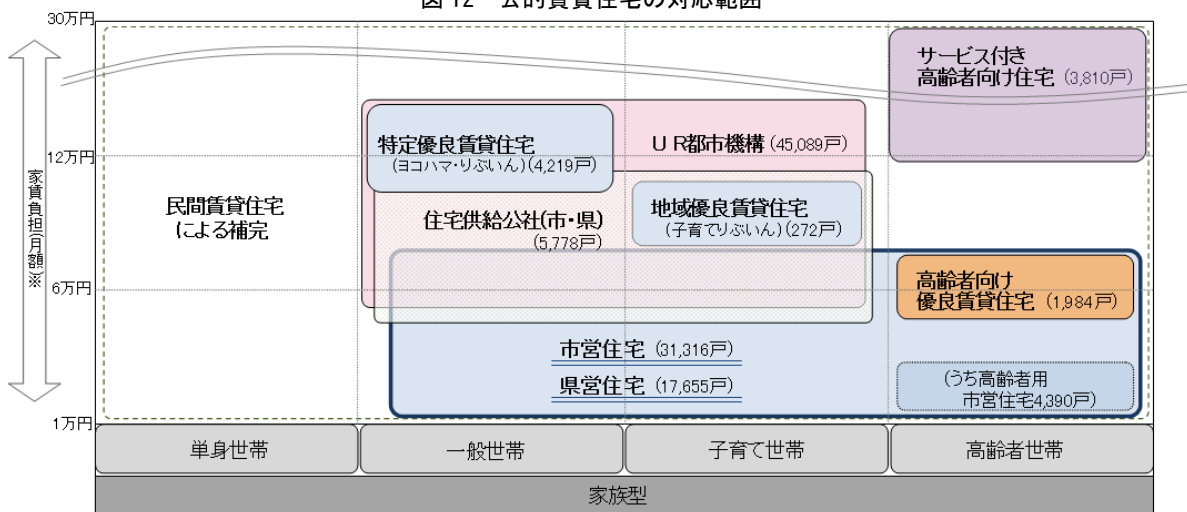 図12 公的賃貸住宅の対応範囲
30万円
12万円
6万円
1万円
家賃負担(月額)※
サービス付き
高齢者向け住宅 (3,810戸)
特定優良賃貸住宅
(ヨコハマ・りぶいん)(4,219戸)
UR都市機構 (45,089戸)
民間賃貸住宅
による補完
住宅供給公社(市・県)
(5,778戸)
地域優良賃貸住宅
(子育てりぶいん)(272戸)
高齢者向け
優良賃貸住宅 (1,984戸)
市営住宅 (31,316戸)
県営住宅 (17,655戸)
(うち高齢者用
市営住宅4,390戸)
単身世帯
一般世帯
子育て世帯
高齢者世帯
家族型